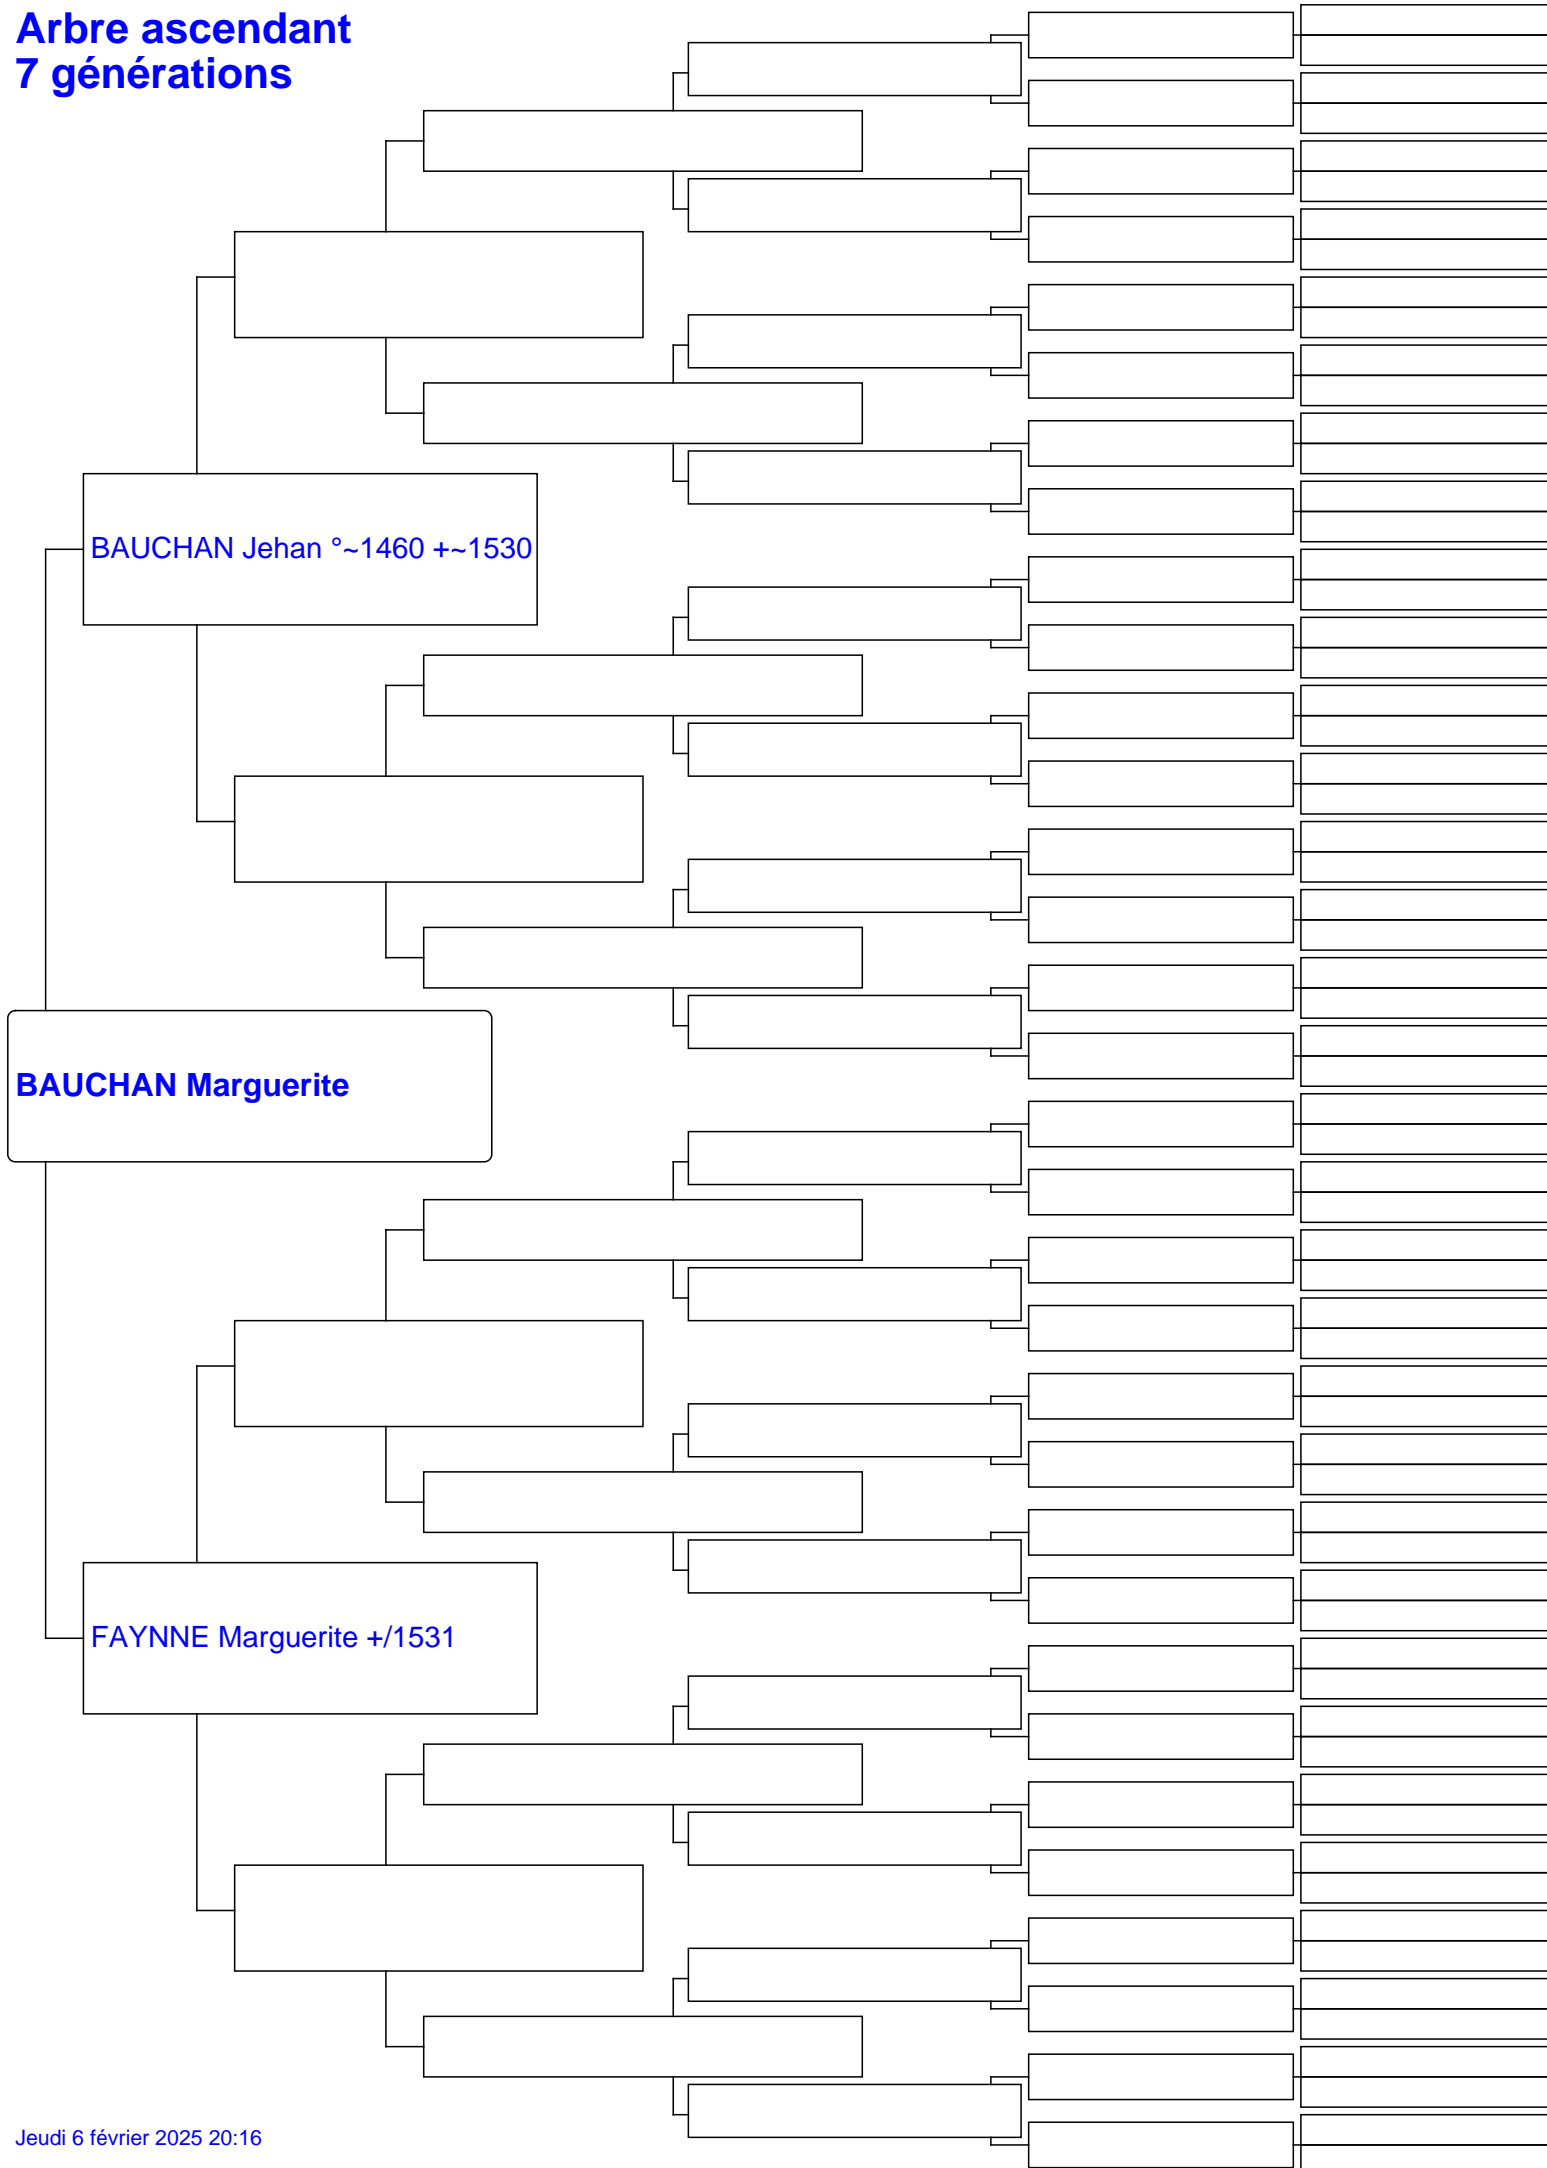 Arbre ascendant
7 générations
BAUCHAN Jehan °~1460 +~1530
BAUCHAN Marguerite
FAYNNE Marguerite +/1531
Jeudi 6 février 2025 20:16